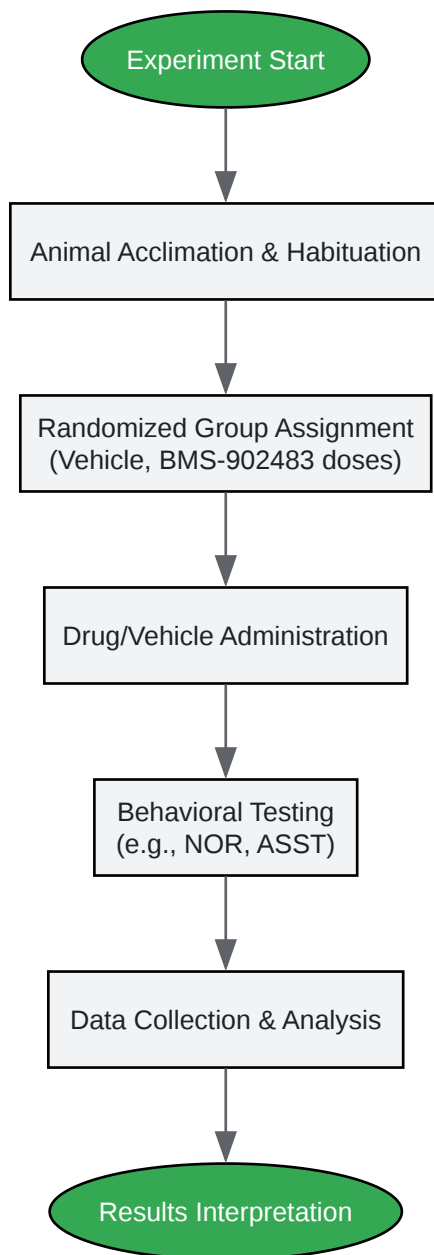 Experiment Start
Animal Acclimation & Habituation
Randomized Group Assignment
(Vehicle, BMS-902483 doses)
Drug/Vehicle Administration
Behavioral Testing
(e.g., NOR, ASST)
Data Collection & Analysis
Results Interpretation